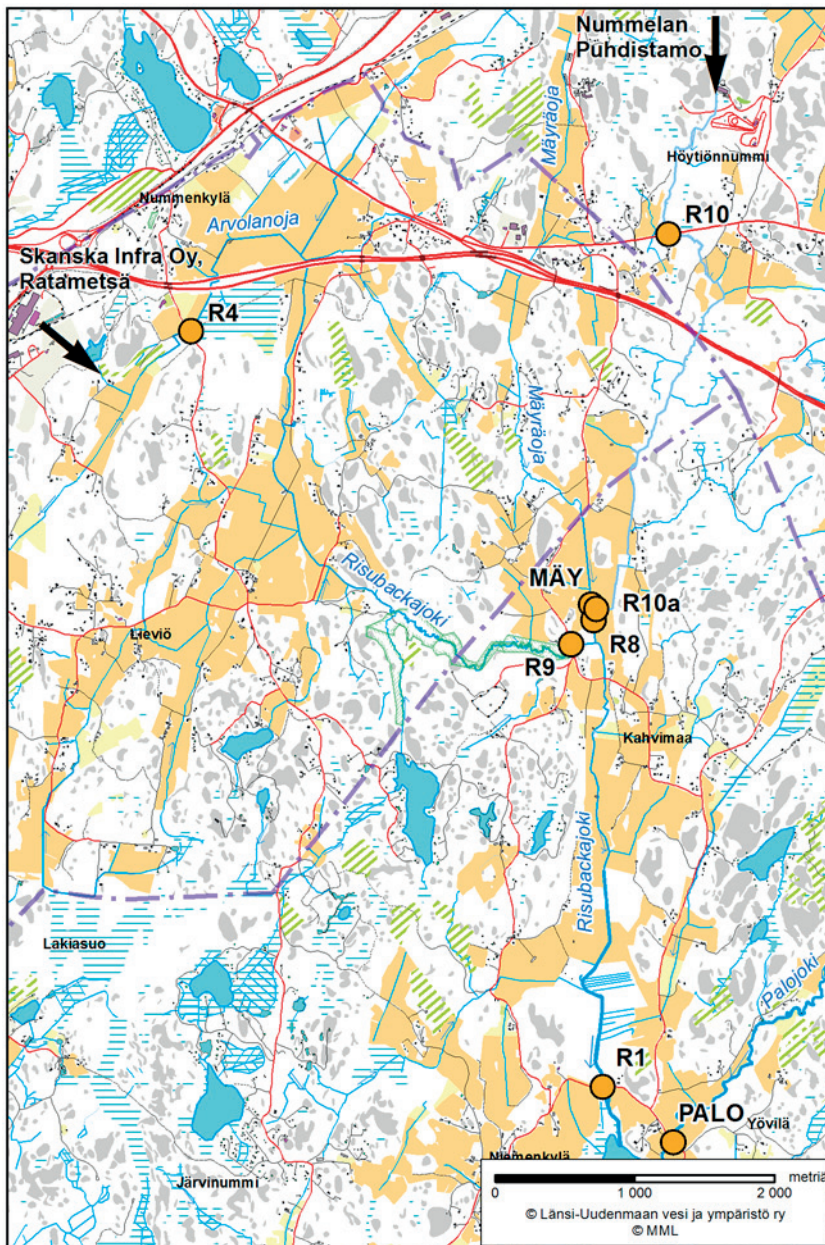 Nummelan
Puhdistamo
Mäyräoja
Höytiönnummi
Nummenkylä
Arvolanoja
R10
Skanska Infra Oy,
Ratametsä
R4
Mäyräoja
Risubackajoki
MÄY
R10a
Lieviö
R8
R9
Kahvimaa
Risubackajoki
Lakiasuo
Palojoki
R1
PALO
Yövilä
Niemenkylä
Järvinummi
metriä
0 1 000 2 000
© Länsi-Uudenmaan vesi ja ympäristö ry
© MML